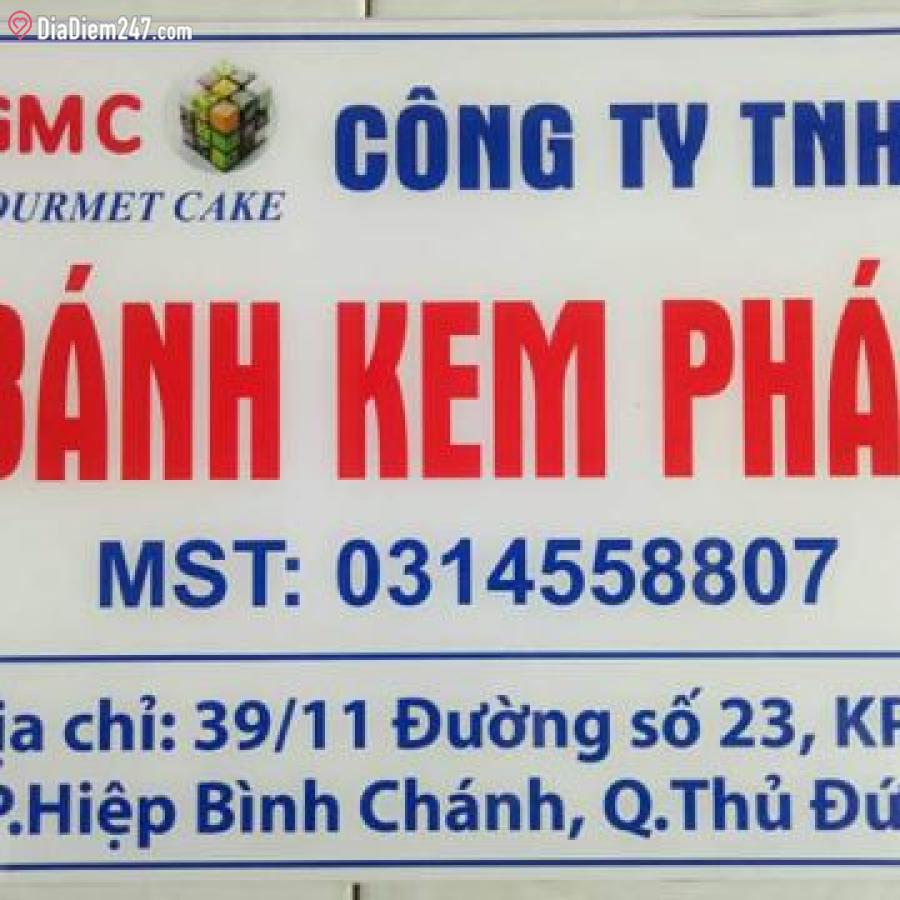 DiaDiem247.com
GMC
OURMET CAKE
CÔNG TY TNH
BÁNH KEM PHÁ
MST: 0314558807
ịa chỉ: 39/11 Đường số 23, KP
P.Hiệp Bình Chánh, Q.Thủ Đứ